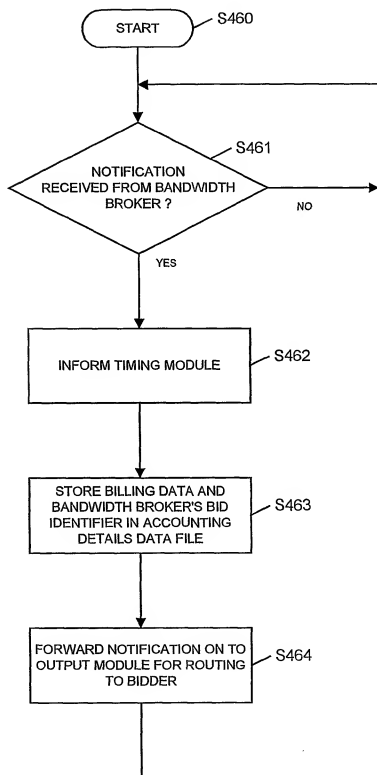 START
S460
S461
NOTIFICATION
RECEIVED FROM BANDWIDTH
BROKER ?
NO
YES
INFORM TIMING MODULE
S462
STORE BILLING DATA AND
BANDWIDTH BROKER'S BID
IDENTIFIER IN ACCOUNTING
DETAILS DATA FILE
S463
FORWARD NOTIFICATION ON TO
OUTPUT MODULE FOR ROUTING
TO BIDDER
S464